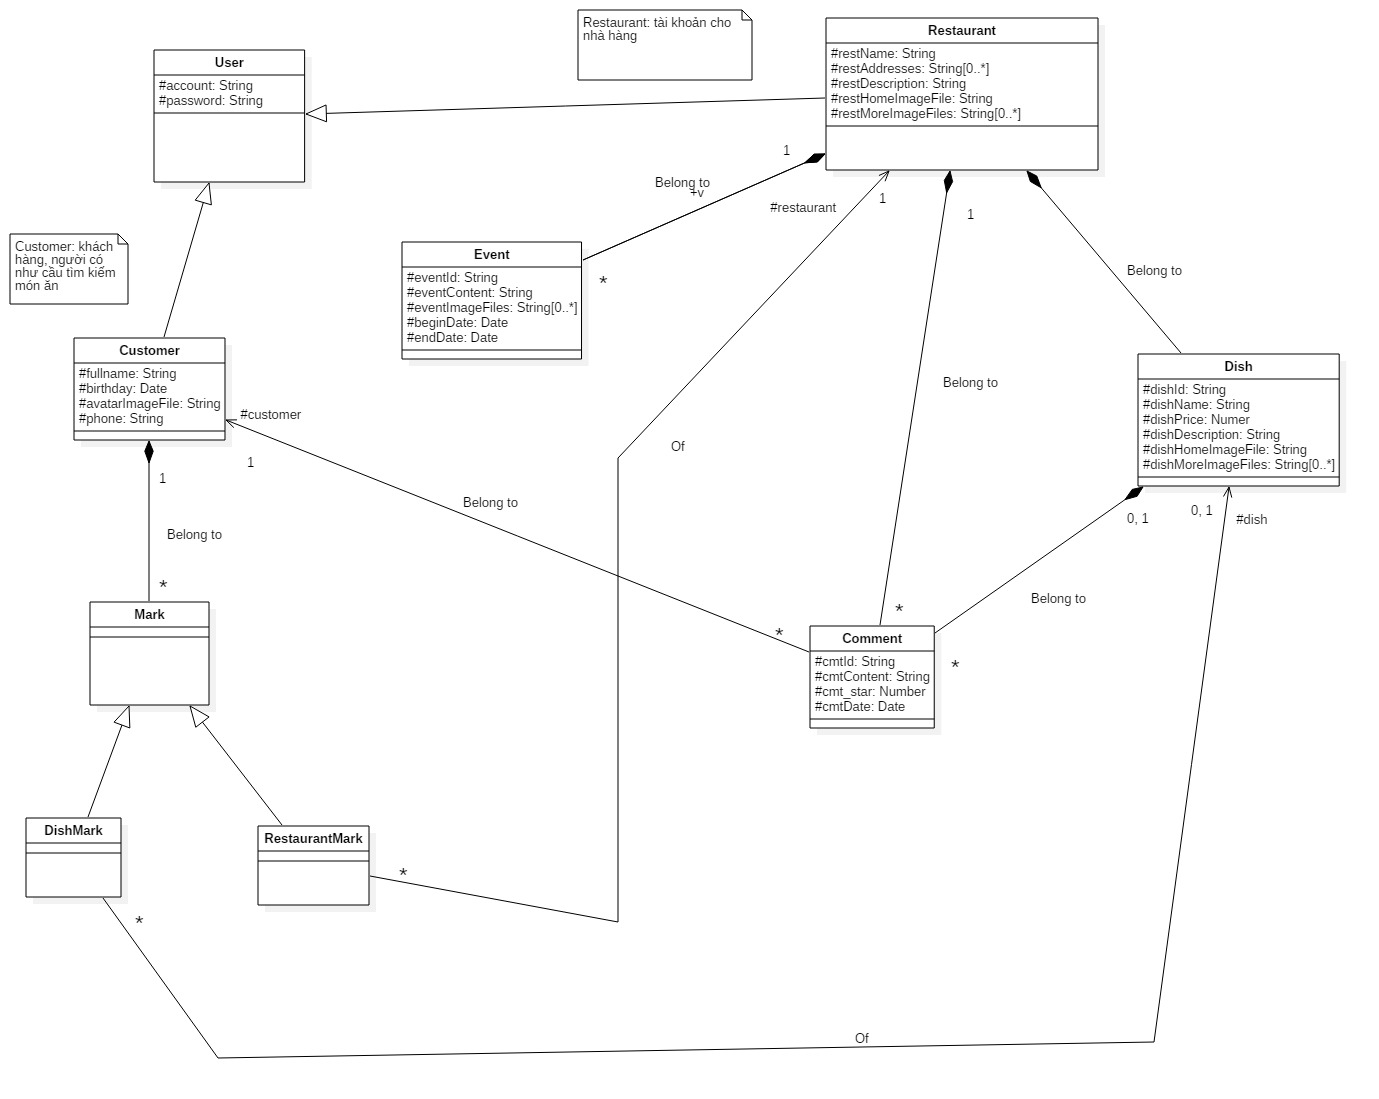 Restaurant: tài khoản cho
nhà hàng
Restaurant
#restName: String
#restAddresses: String[0..*]
#restDescription: String
#restHomeImageFile: String
#restMoreImageFiles: String[0..*]
User
#account: String
#password: String
1
Belong to
+v
#restaurant
1
1
Customer: khách
hàng, người có
như cầu tìm kiếm
món ăn
Event
#eventId: String
#eventContent: String
#eventImageFiles: String[0..*]
#beginDate: Date
#endDate: Date
*
Belong to
Customer
#fullname: String
#birthday: Date
#avatarImageFile: String
#phone: String
Belong to
Dish
#dishId: String
#dishName: String
#dishPrice: Numer
#dishDescription: String
#dishHomeImageFile: String
#dishMoreImageFiles: String[0..*]
#customer
1
Of
1
Belong to
0, 1
0, 1
#dish
Belong to
*
Belong to
*
*
*
Mark
Comment
#cmtId: String
#cmtContent: String
#cmt_star: Number
#cmtDate: Date
DishMark
RestaurantMark
*
*
Of